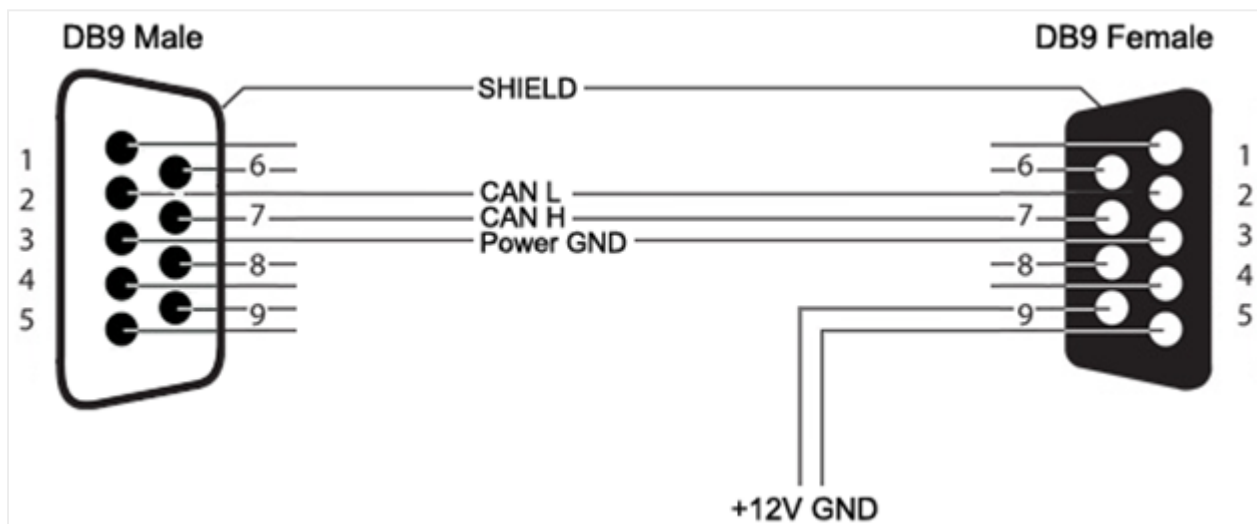 DB9 Male
DB9 Female
SHIELD
1
6
2
CAN L
7
CAN H
3
Power GND
8
4
9
5
1
6
2
7
3
8
4
9
5
+12V GND